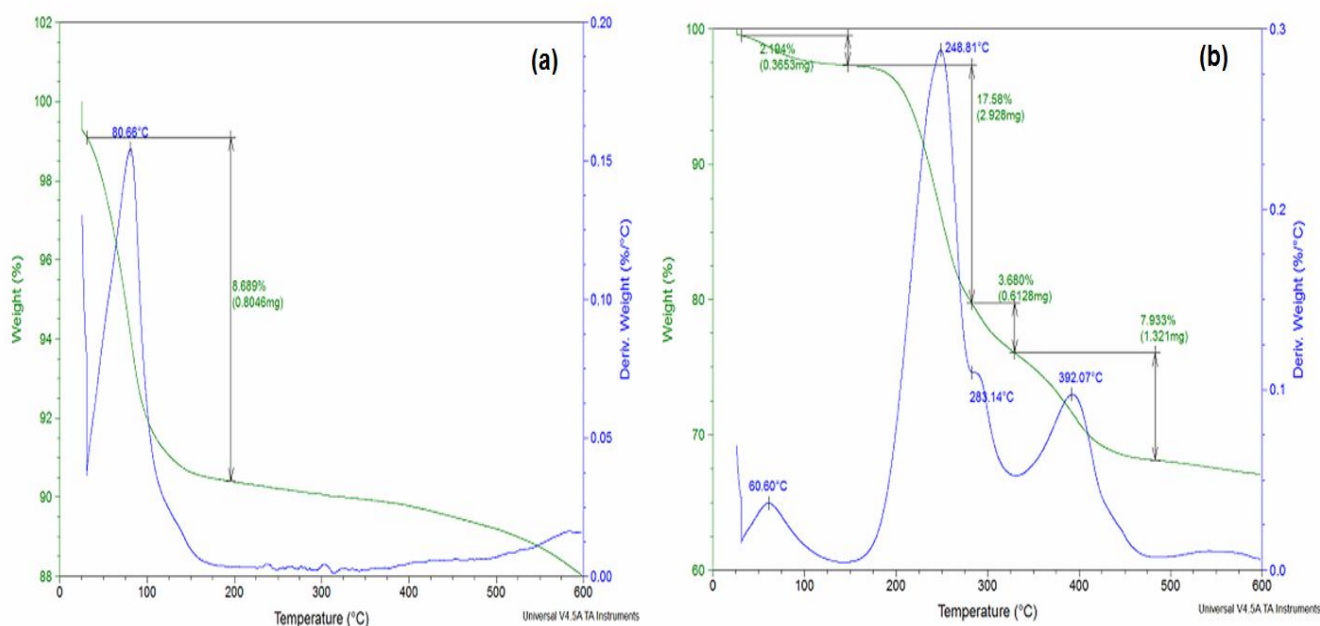 (a)
102
100
98
96
94
92
90
88
Weight (%)
80.66°C
8.689%
(0.8046mg)
0.20
0.15
0.10
0.05
0.00
Deriv. Weight (%/°C)
0 100 200 300 400 500 600
Temperature (°C)
Universal V4.5A TA Instruments
(b)
100
90
80
70
60
Weight (%)
2.194%
(0.3653mg)
248.81°C
17.58%
(2.928mg)
3.680%
(0.6128mg)
7.933%
(1.321mg)
283.14°C
392.07°C
60.60°C
0.3
0.2
0.1
0.0
Deriv. Weight (%/°C)
0 100 200 300 400 500 600
Temperature (°C)
Universal V4.5A TA Instruments